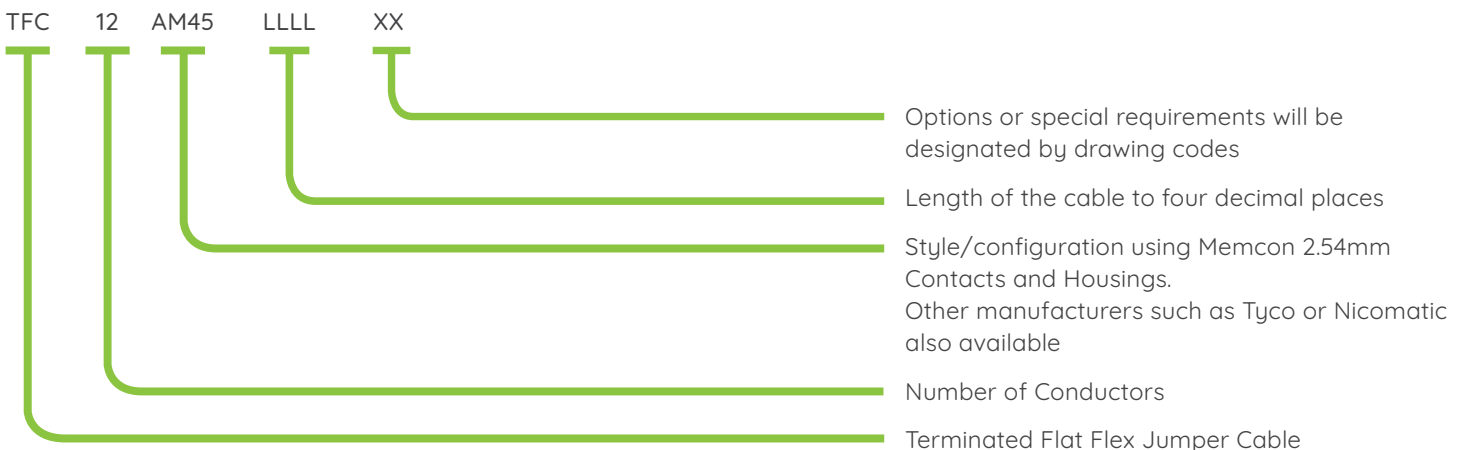 TFC 12 AM45 LLLL XX
Options or special requirements will be
designated by drawing codes
Length of the cable to four decimal places
Style/configuration using Memcon 2.54mm
Contacts and Housings.
Other manufacturers such as Tyco or Nicomatic
also available
Number of Conductors
Terminated Flat Flex Jumper Cable